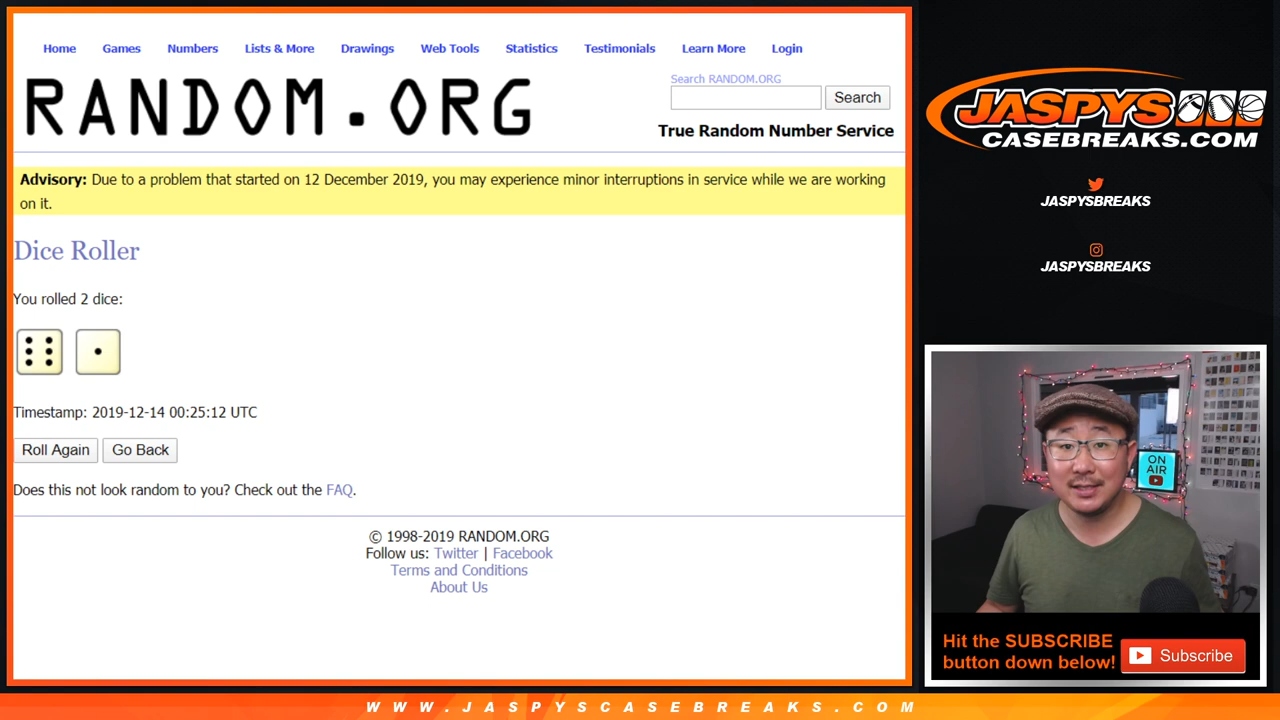 Home Games Numbers Lists & More Drawings Web Tools Statistics Testimonials Learn More Login
RANDOM.ORG
Search RANDOM.ORG
Search
True Random Number Service
Advisory: Due to a problem that started on 12 December 2019, you may experience minor interruptions in service while we are working
on it.
Dice Roller
You rolled 2 dice:
Timestamp: 2019-12-14 00:25:12 UTC
Roll Again Go Back
Does this not look random to you? Check out the FAQ.
© 1998-2019 RANDOM.ORG
Follow us: Twitter | Facebook
Terms and Conditions
About Us
JASPYS
CASEBREAKS.COM
JASPYSBREAKS
JASPYSBREAKS
ON
AIR
Hit the SUBSCRIBE
button down below!
Subscribe
WWW.JASPYSCASEBREAKS.COM